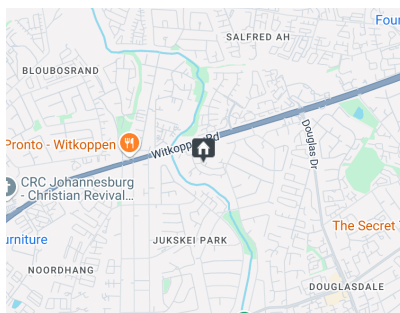 Four
SALFRED AH
BLOUBOSRAND
Pronto - Witkoppen
Witkoppen Rd
Douglas Dr
CRC Johannesburg
- Christian Revival...
The Secret
urniture
JUKSKEI PARK
NOORDHANG
DOUGLASDALE